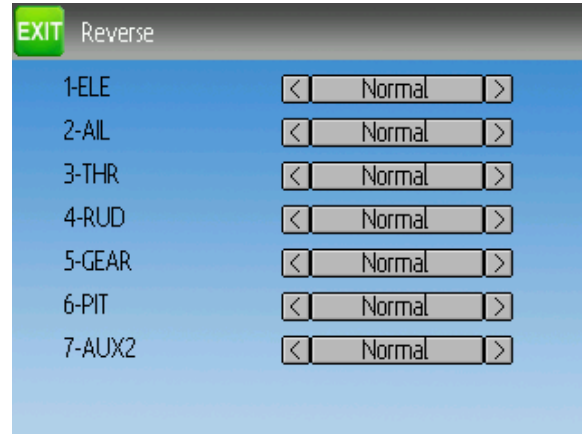 EXIT Reverse
1-ELE < Normal >
2-AIL < Normal >
3-THR < Normal >
4-RUD < Normal >
5-GEAR < Normal >
6-PIT < Normal >
7-AUX2 < Normal >